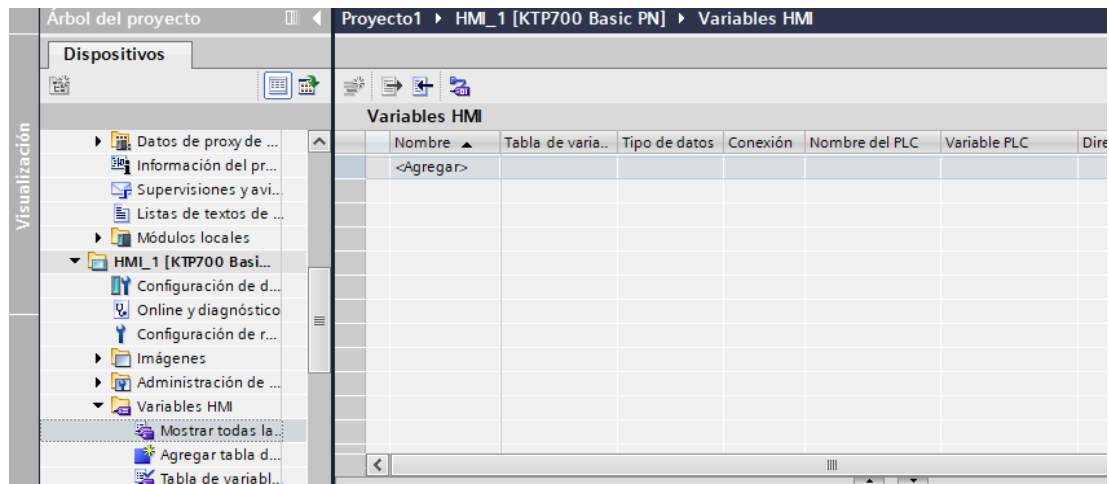 Árbol del proyecto
Proyecto1 HMI_1 [KTP700 Basic PN] Variables HMI
Dispositivos
Visualización
Variables HMI
Nombre Tabla de varia.. Tipo de datos Conexión Nombre del PLC Variable PLC Dire
<Agregar>
Datos de proxy de ...
Información del pr...
Supervisiones y avi...
Listas de textos de ...
Módulos locales
HMI_1 [KTP700 Basi...
Configuración de d...
Online y diagnóstico
Configuración de r...
Imágenes
Administración de ...
Variables HMI
Mostrar todas la..
Agregar tabla d...
Tabla de variabl...